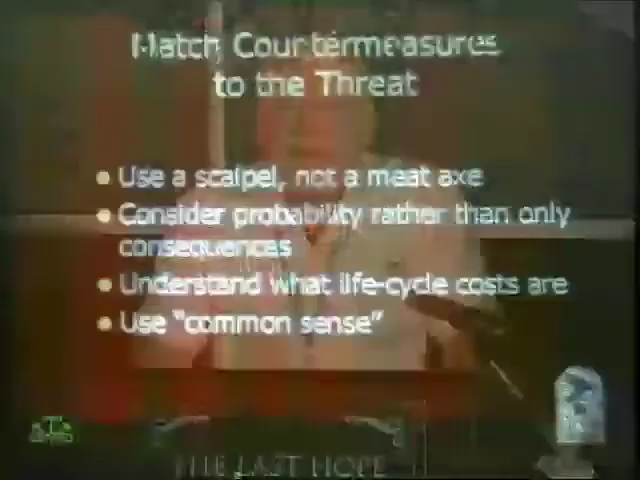 Match Countermeasures
to the Threat
• Use a scalpel, not a meat axe
• Consider probability rather than only
consequences
• Understand what life-cycle costs are
• Use "common sense"
THE LAST HOPE